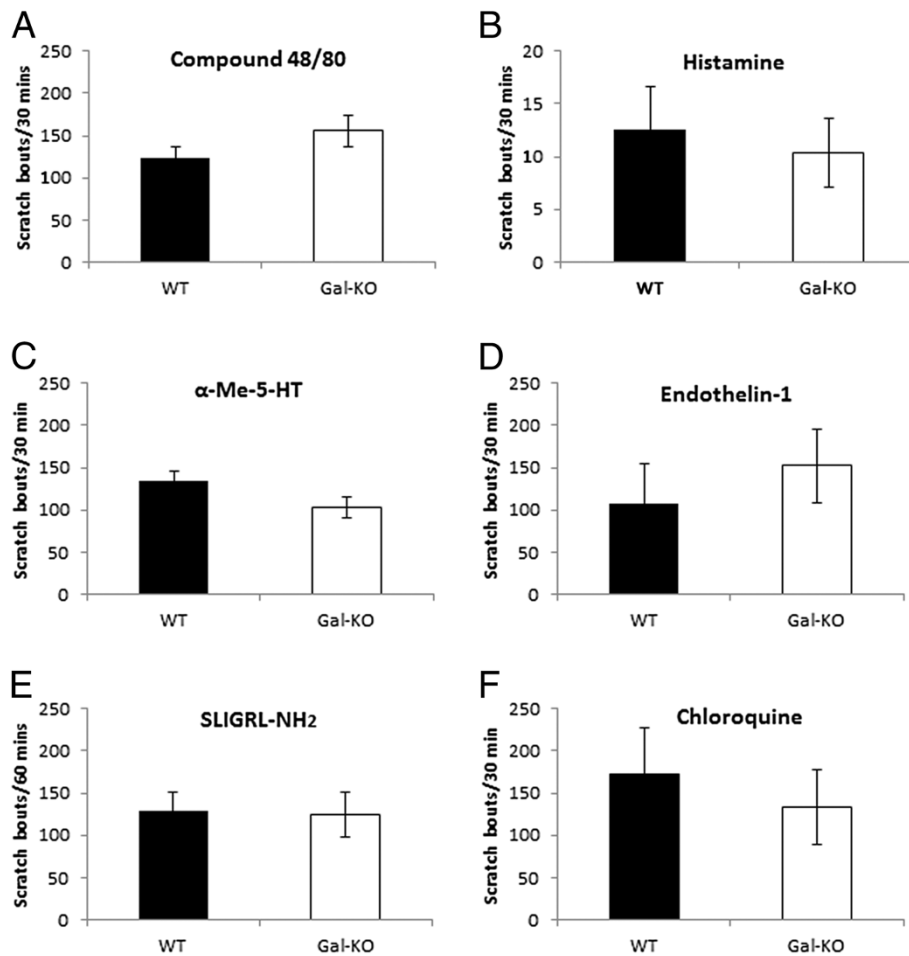 A
Compound 48/80
Scratch bouts/30 mins
250
200
150
100
50
0
WT
Gal-KO
B
Histamine
Scratch bouts/30 mins
20
15
10
5
0
WT
Gal-KO
C
α-Me-5-HT
Scratch bouts/30 min
250
200
150
100
50
0
WT
Gal-KO
D
Endothelin-1
Scratch bouts/30 min
250
200
150
100
50
0
WT
Gal-KO
E
SLIGRL-NH2
Scratch bouts/60 mins
250
200
150
100
50
0
WT
Gal-KO
F
Chloroquine
Scratch bouts/30 min
250
200
150
100
50
0
WT
Gal-KO